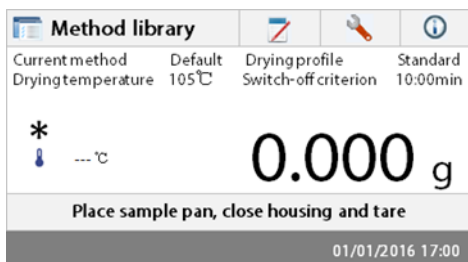 Method library
Current method Default Drying profile Standard
Drying temperature 105℃ Switch-off criterion 10:00min
*
--- ℃
0.000 g
Place sample pan, close housing and tare
01/01/2016 17:00